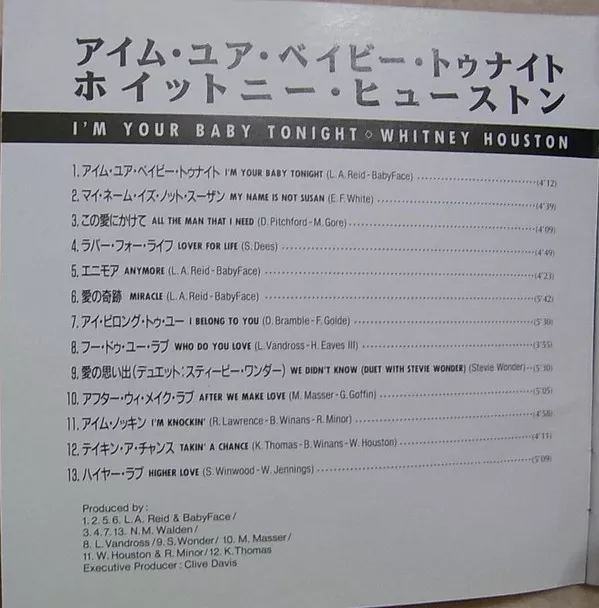 アイム・ユア・ベイビー・トゥナイト
ホイットニー・ヒューストン
I'M YOUR BABY TONIGHT ◇ WHITNEY HOUSTON
1. アイム・ユア・ベイビー・トゥナイト I'M YOUR BABY TONIGHT (L. A. Reid - BabyFace) (4'12)
2. マイ・ネーム・イズ・ノット・スーザン MY NAME IS NOT SUSAN (E. F. White) (4'39)
3. この愛にかけて ALL THE MAN THAT I NEED (D. Pitchford - M. Gore) (4'09)
4. ラバー・フォー・ライフ LOVER FOR LIFE (S. Dees) (4'49)
5. エニモア ANYMORE (L. A. Reid - BabyFace) (4'23)
6. 愛の奇跡 MIRACLE (L. A. Reid - BabyFace) (5'42)
7. アイ・ビロング・トゥ・ユー I BELONG TO YOU (D. Bramble - F. Golde) (5'30)
8. フー・ドゥ・ユー・ラブ WHO DO YOU LOVE (L. Vandross - H. Eaves III) (3'55)
9. 愛の思い出 (デュエット:スティービー・ワンダー) WE DIDN'T KNOW (DUET WITH STEVIE WONDER) (Stevie Wonder) (5'30)
10. アフター・ウィ・メイク・ラブ AFTER WE MAKE LOVE (M. Masser - G. Goffin) (5'05)
11. アイム・ノッキン I'M KNOCKIN' (R. Lawrence - B. Winans - R. Minor) (4'58)
12. テイキン・ア・チャンス TAKIN' A CHANCE (K. Thomas - B. Winans - W. Houston) (4'11)
13. ハイヤー・ラブ HIGHER LOVE (S. Winwood - W. Jennings) (5'09)
Produced by :
1. 2. 5. 6. L. A. Reid & BabyFace /
3. 4. 7. 13. N. M. Walden /
8. L. Vandross / 9. S. Wonder / 10. M. Masser /
11. W. Houston & R. Minor / 12. K. Thomas
Executive Producer : Clive Davis